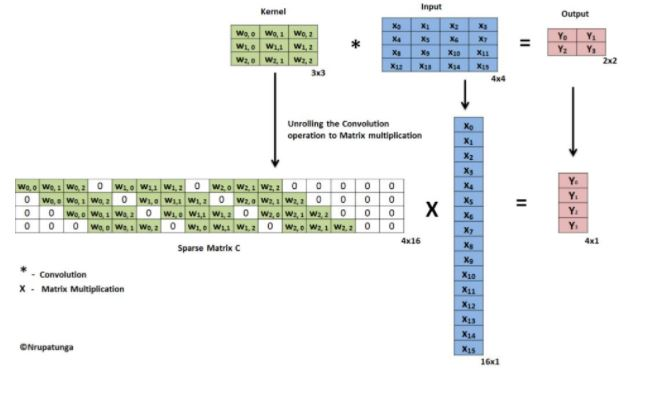 Kernel
Input
Output
W0, 0 W0, 1 W0, 2
W1, 0 W1,1 W1, 2
W2, 0 W2, 1 W2, 2
3x3
*
X0 X1 X2 X3
X4 X5 X6 X7
X8 X9 X10 X11
X12 X13 X14 X15
4x4
=
Y0 Y1
Y2 Y3
2x2
Unrolling the Convolution
operation to Matrix multiplication
W0, 0 W0, 1 W0, 2 0 W1, 0 W1,1 W1, 2 0 W2, 0 W2, 1 W2, 2 0 0 0 0 0
0 W0, 0 W0, 1 W0, 2 0 W1, 0 W1,1 W1, 2 0 W2, 0 W2, 1 W2, 2 0 0 0 0
0 0 W0, 0 W0, 1 W0, 2 0 W1, 0 W1,1 W1, 2 0 W2, 0 W2, 1 W2, 2 0 0 0
0 0 0 W0, 0 W0, 1 W0, 2 0 W1, 0 W1,1 W1, 2 0 W2, 0 W2, 1 W2, 2 0 0
4x16
Sparse Matrix C
X
X0
X1
X2
X3
X4
X5
X6
X7
X8
X9
X10
X11
X12
X13
X14
X15
16x1
=
Y0
Y1
Y2
Y3
4x1
* - Convolution
X - Matrix Multiplication
©Nrupatunga